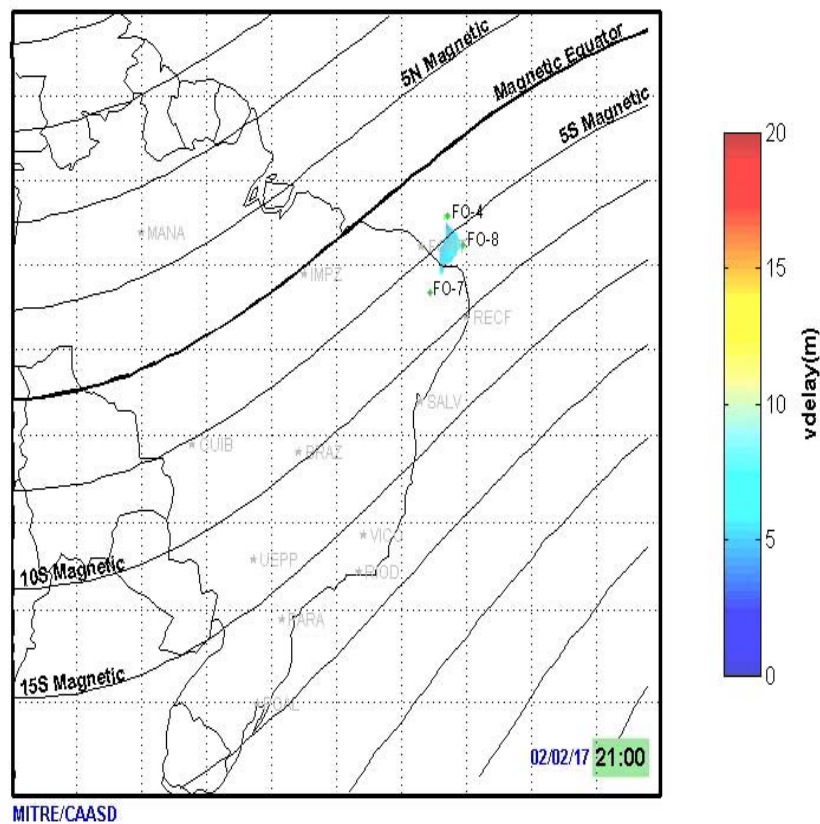 5N Magnetic
Magnetic Equator
5S Magnetic
20
FO-4
MANA
FO-8
15
IMPZ
FO-7
RECF
vdelay(m)
SALV
10
CUIB
BRAZ
VICO
5
UEPP
RIOD
10S Magnetic
PARA
15S Magnetic
0
POAL
02/02/17 21:00
MITRE/CAASD